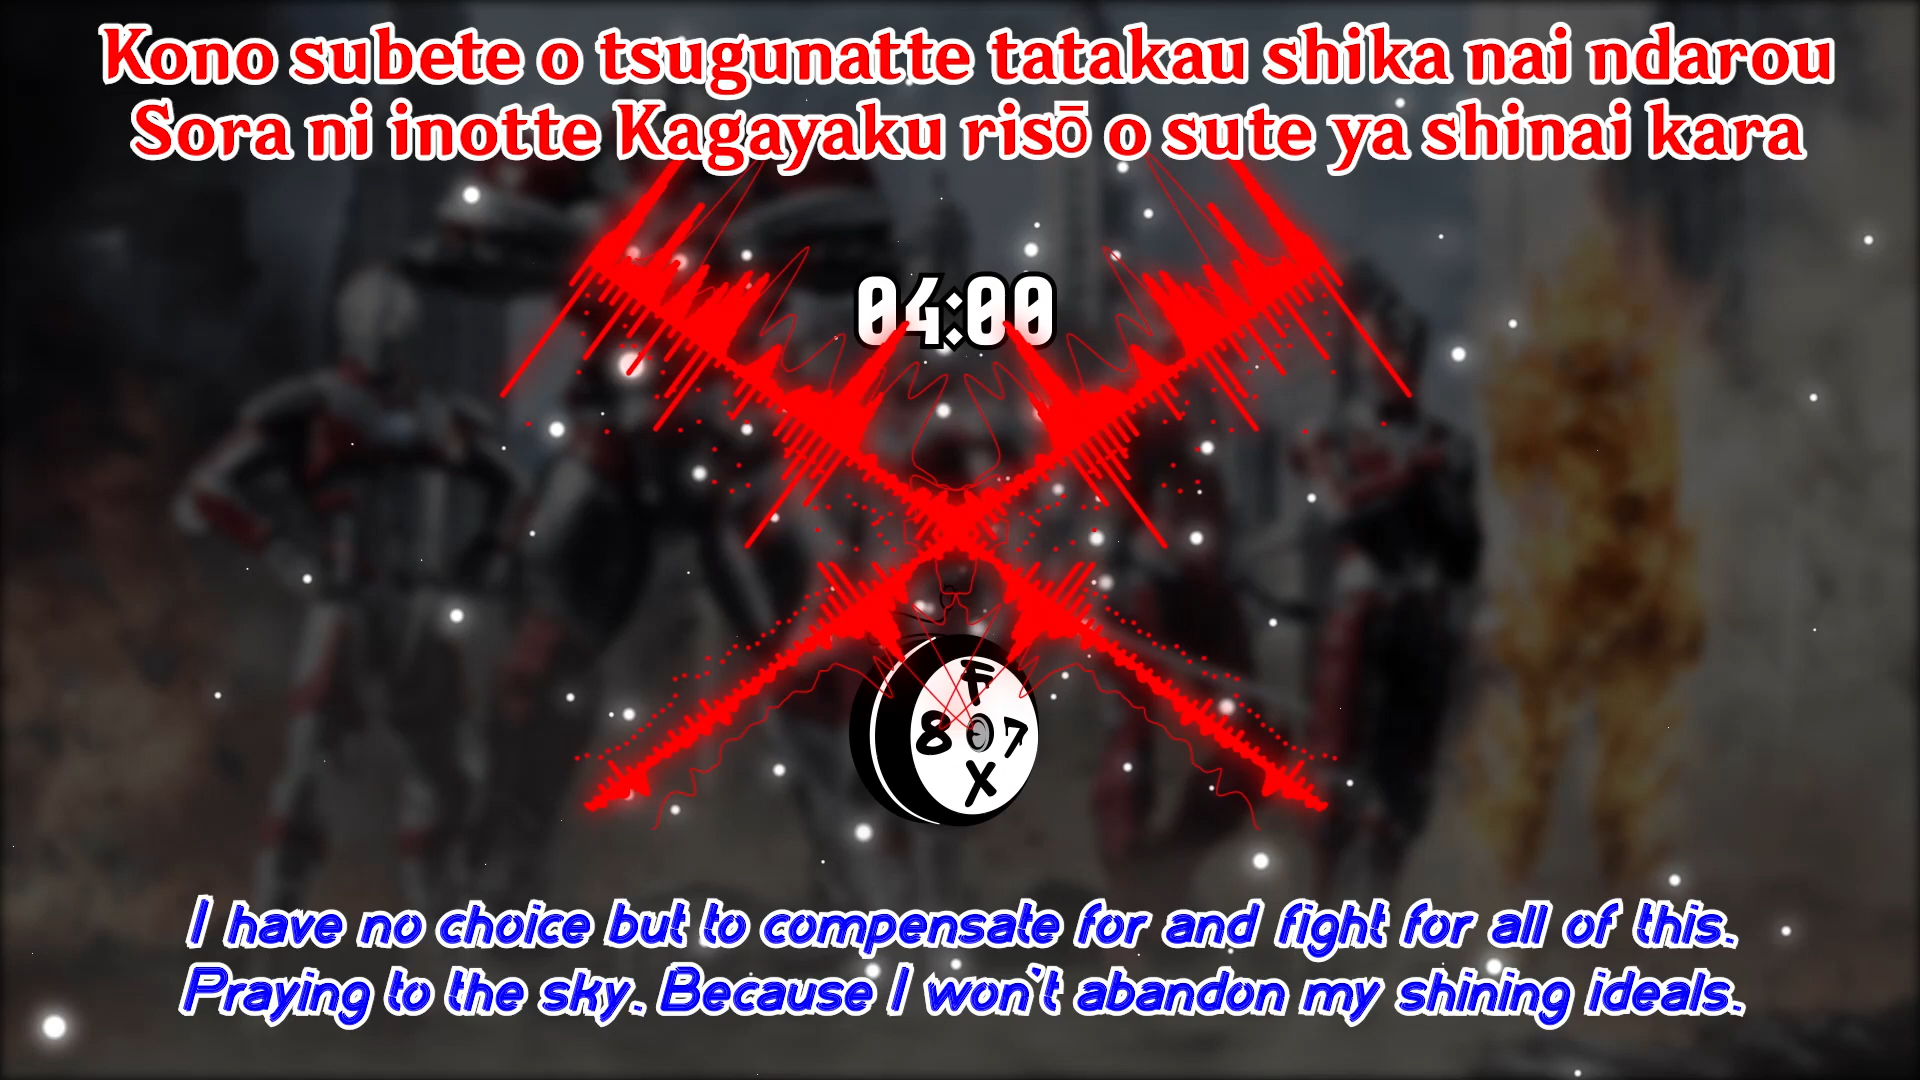 Kono subete o tsugunatte tatakau shika nai ndarou
Sora ni inotte Kagayaku risō o sute ya shinai kara
04:00
F
8 7
X
I have no choice but to compensate for and fight for all of this.
Praying to the sky. Because I won't abandon my shining ideals.